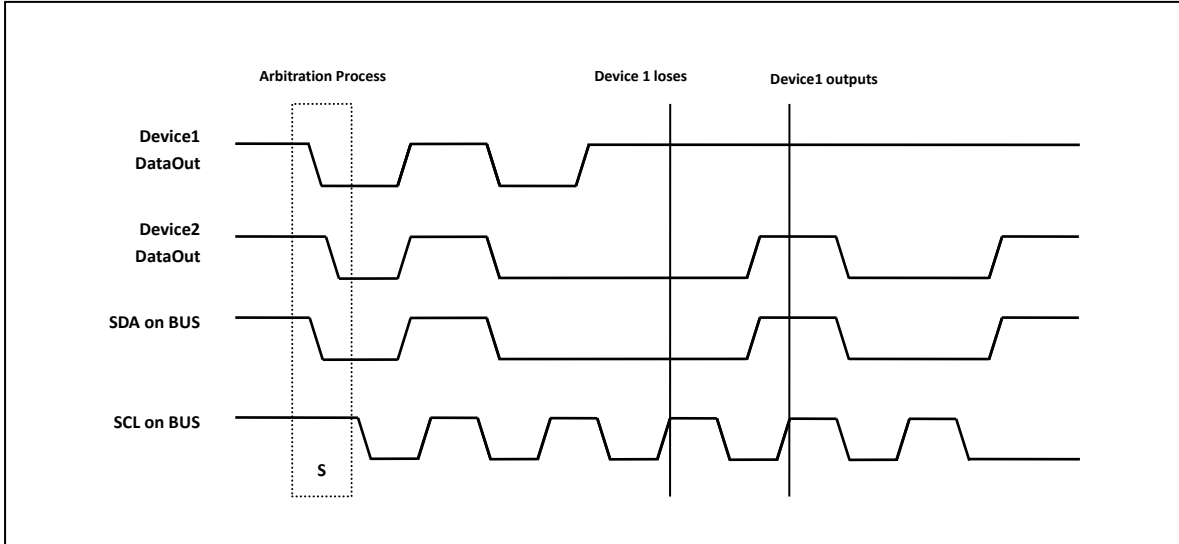 Arbitration Process
Device 1 loses
Device1 outputs
Device1
DataOut
Device2
DataOut
SDA on BUS
SCL on BUS
S